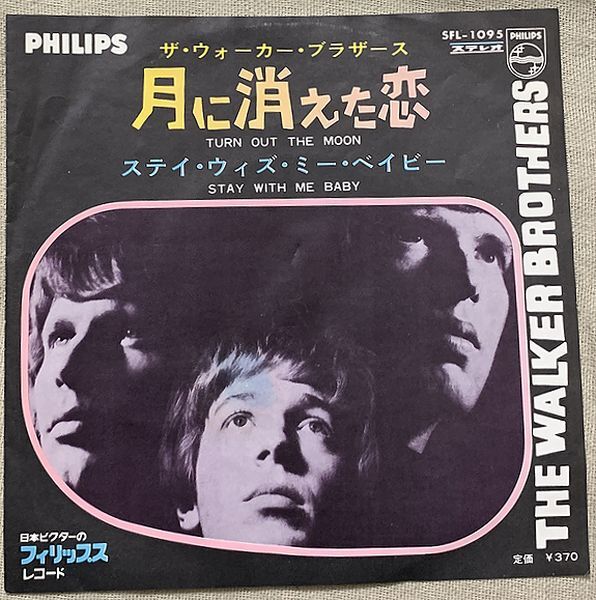 PHILIPS
ザ・ウォーカー・ブラザース
SFL-1095
ステレオ
PHILIPS
月に消えた恋
TURN OUT THE MOON
ステイ・ウィズ・ミー・ベイビー
STAY WITH ME BABY
THE WALKER BROTHERS
日本ビクターの
フィリップス
レコード
定価 ¥370